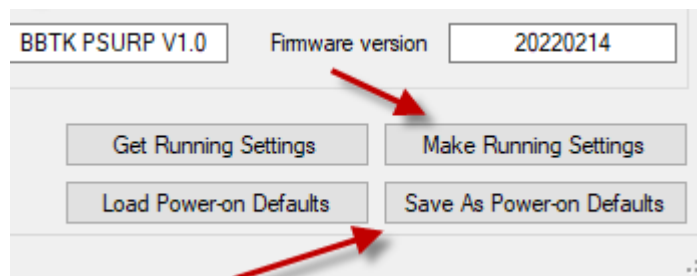 BBTK PSURP V1.0 Firmware version 20220214
Get Running Settings Make Running Settings
Load Power-on Defaults Save As Power-on Defaults